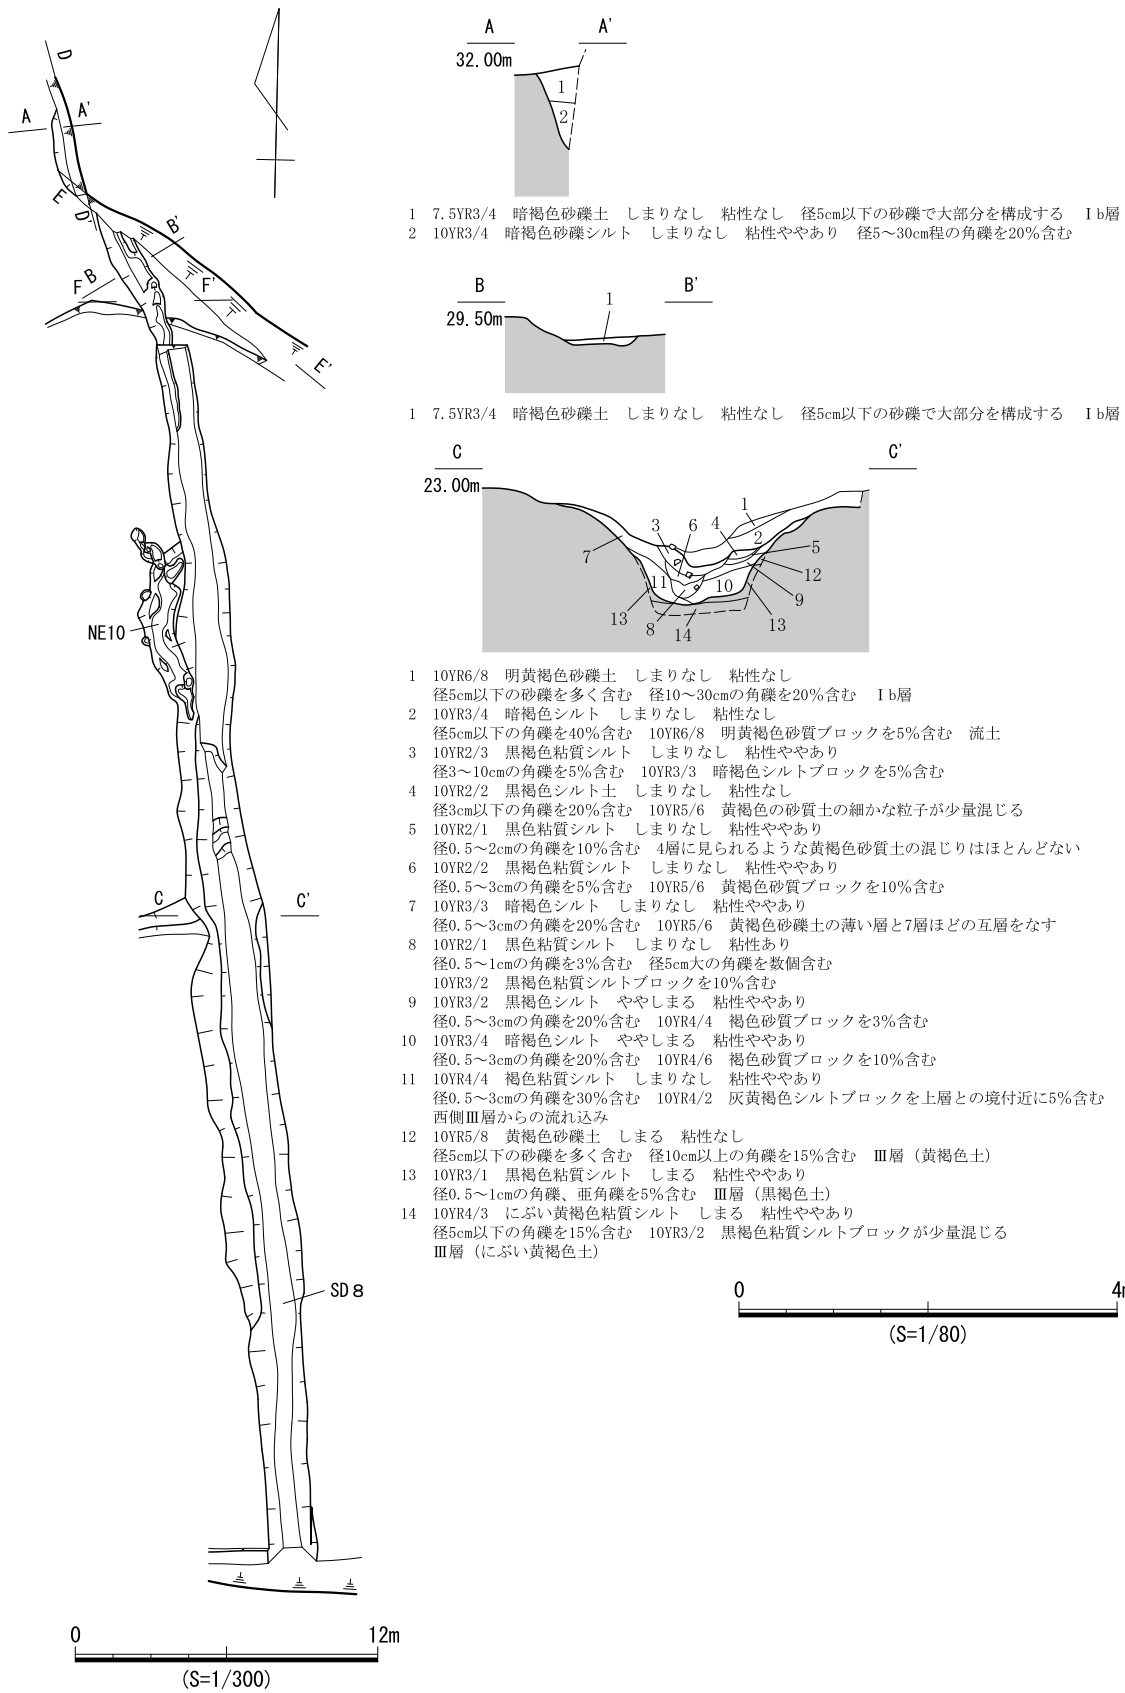 D
A
A'
E
D'
B'
B
F
F'
E'
NE10
C
C'
SD８
0 12m
(S=1/300)
A A'
32.00m
1
2
1 7.5YR3/4 暗褐色砂礫土 しまりなし 粘性なし 径5cm以下の砂礫で大部分を構成する Ⅰb層
2 10YR3/4 暗褐色砂礫シルト しまりなし 粘性ややあり 径5～30cm程の角礫を20%含む
B B'
29.50m
1
1 7.5YR3/4 暗褐色砂礫土 しまりなし 粘性なし 径5cm以下の砂礫で大部分を構成する Ⅰb層
C C'
23.00m
1
3 6 4 2
7 5
11 10 12
13 9
8 14 13
1 10YR6/8 明黄褐色砂礫土 しまりなし 粘性なし
径5cm以下の砂礫を多く含む 径10～30cmの角礫を20%含む Ⅰb層
2 10YR3/4 暗褐色シルト しまりなし 粘性なし
径5cm以下の角礫を40%含む 10YR6/8 明黄褐色砂質ブロックを5%含む 流土
3 10YR2/3 黒褐色粘質シルト しまりなし 粘性ややあり
径3～10cmの角礫を5%含む 10YR3/3 暗褐色シルトブロックを5%含む
4 10YR2/2 黒褐色シルト土 しまりなし 粘性なし
径3cm以下の角礫を20%含む 10YR5/6 黄褐色の砂質土の細かな粒子が少量混じる
5 10YR2/1 黒色粘質シルト しまりなし 粘性ややあり
径0.5～2cmの角礫を10%含む 4層に見られるような黄褐色砂質土の混じりはほとんどない
6 10YR2/2 黒褐色粘質シルト しまりなし 粘性ややあり
径0.5～3cmの角礫を5%含む 10YR5/6 黄褐色砂質ブロックを10%含む
7 10YR3/3 暗褐色シルト しまりなし 粘性ややあり
径0.5～3cmの角礫を20%含む 10YR5/6 黄褐色砂礫土の薄い層と7層ほどの互層をなす
8 10YR2/1 黒色粘質シルト しまりなし 粘性あり
径0.5～1cmの角礫を3%含む 径5cm大の角礫を数個含む
10YR3/2 黒褐色粘質シルトブロックを10%含む
9 10YR3/2 黒褐色シルト ややしまる 粘性ややあり
径0.5～3cmの角礫を20%含む 10YR4/4 褐色砂質ブロックを3%含む
10 10YR3/4 暗褐色シルト ややしまる 粘性ややあり
径0.5～3cmの角礫を20%含む 10YR4/6 褐色砂質ブロックを10%含む
11 10YR4/4 褐色粘質シルト しまりなし 粘性ややあり
径0.5～3cmの角礫を30%含む 10YR4/2 灰黄褐色シルトブロックを上層との境付近に5%含む
西側Ⅲ層からの流れ込み
12 10YR5/8 黄褐色砂礫土 しまる 粘性なし
径5cm以下の砂礫を多く含む 径10cm以上の角礫を15%含む Ⅲ層（黄褐色土）
13 10YR3/1 黒褐色粘質シルト しまる 粘性ややあり
径0.5～1cmの角礫、亜角礫を5%含む Ⅲ層（黒褐色土）
14 10YR4/3 にぶい黄褐色粘質シルト しまる 粘性ややあり
径5cm以下の角礫を15%含む 10YR3/2 黒褐色粘質シルトブロックが少量混じる
Ⅲ層（にぶい黄褐色土）
0 4
(S=1/80)